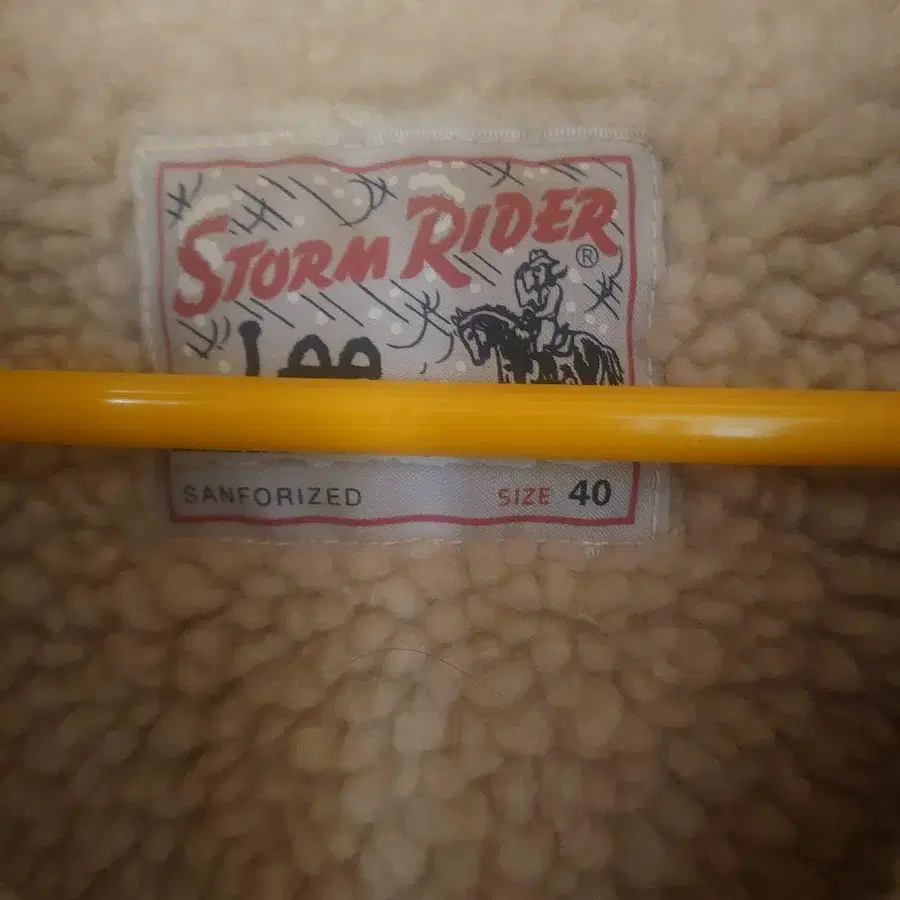 STORM RIDER
®
Lee
SANFORIZED SIZE 40